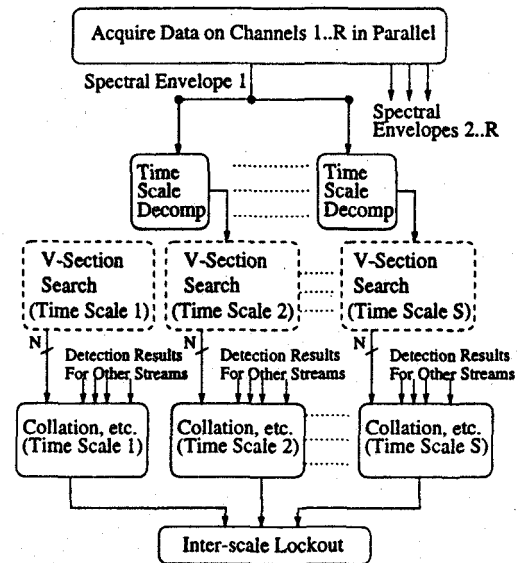 Acquire Data on Channels 1..R in Parallel
Spectral Envelope 1
Spectral
Envelopes 2..R
Time
Scale
Decomp
Time
Scale
Decomp
V-Section
Search
(Time Scale 1)
V-Section
Search
(Time Scale 2)
V-Section
Search
(Time Scale S)
N
Detection Results
For Other Streams
N
Detection Results
For Other Streams
N
Detection Results
For Other Streams
Collation, etc.
(Time Scale 1)
Collation, etc.
(Time Scale 2)
Collation, etc.
(Time Scale S)
Inter-scale Lockout